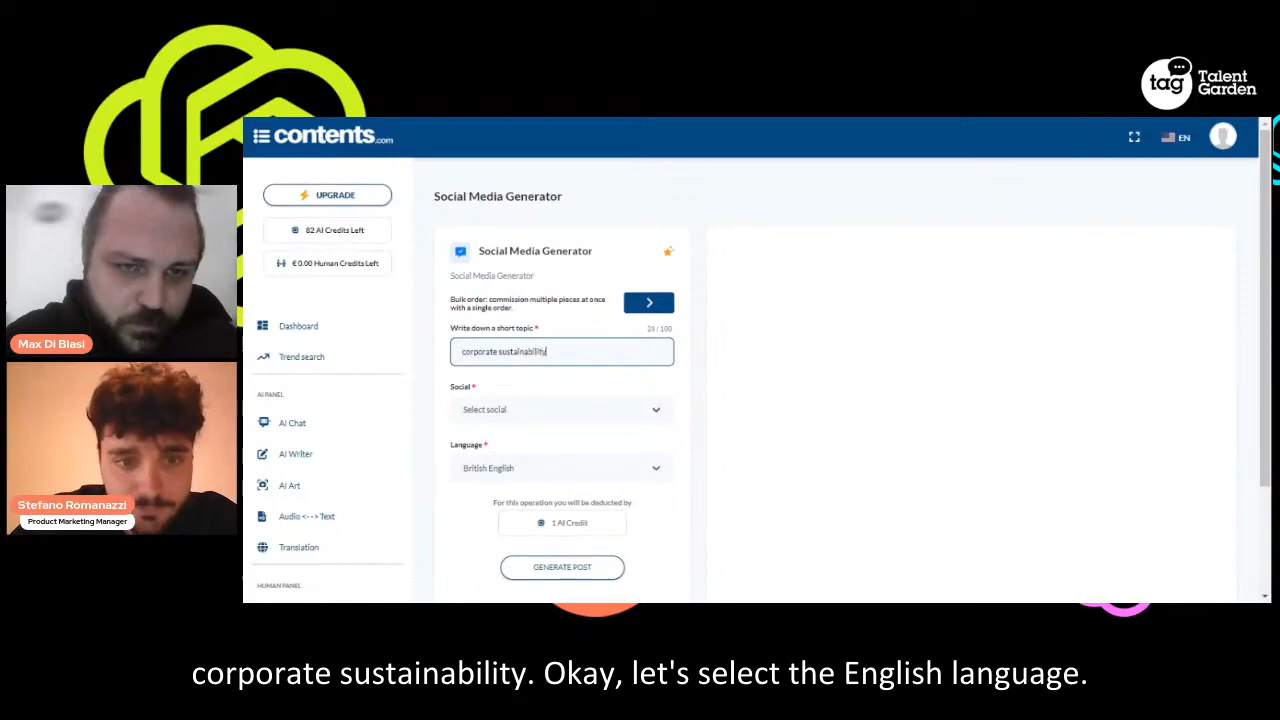 tag
Talent
Garden
contents.com
EN
UPGRADE
82 AI Credits Left
€ 0.00 Human Credits Left
Dashboard
Trend search
AI PANEL
AI Chat
AI Writer
AI Art
Audio <--> Text
Translation
HUMAN PANEL
Social Media Generator
Social Media Generator
Social Media Generator
Bulk order: commission multiple pieces at once
with a single order.
Write down a short topic *
25 / 100
corporate sustainability
Social *
Select social
Language *
British English
For this operation you will be deducted by
1 AI Credit
GENERATE POST
Max Di Blasi
Stefano Romanazzi
Product Marketing Manager
corporate sustainability. Okay, let's select the English language.